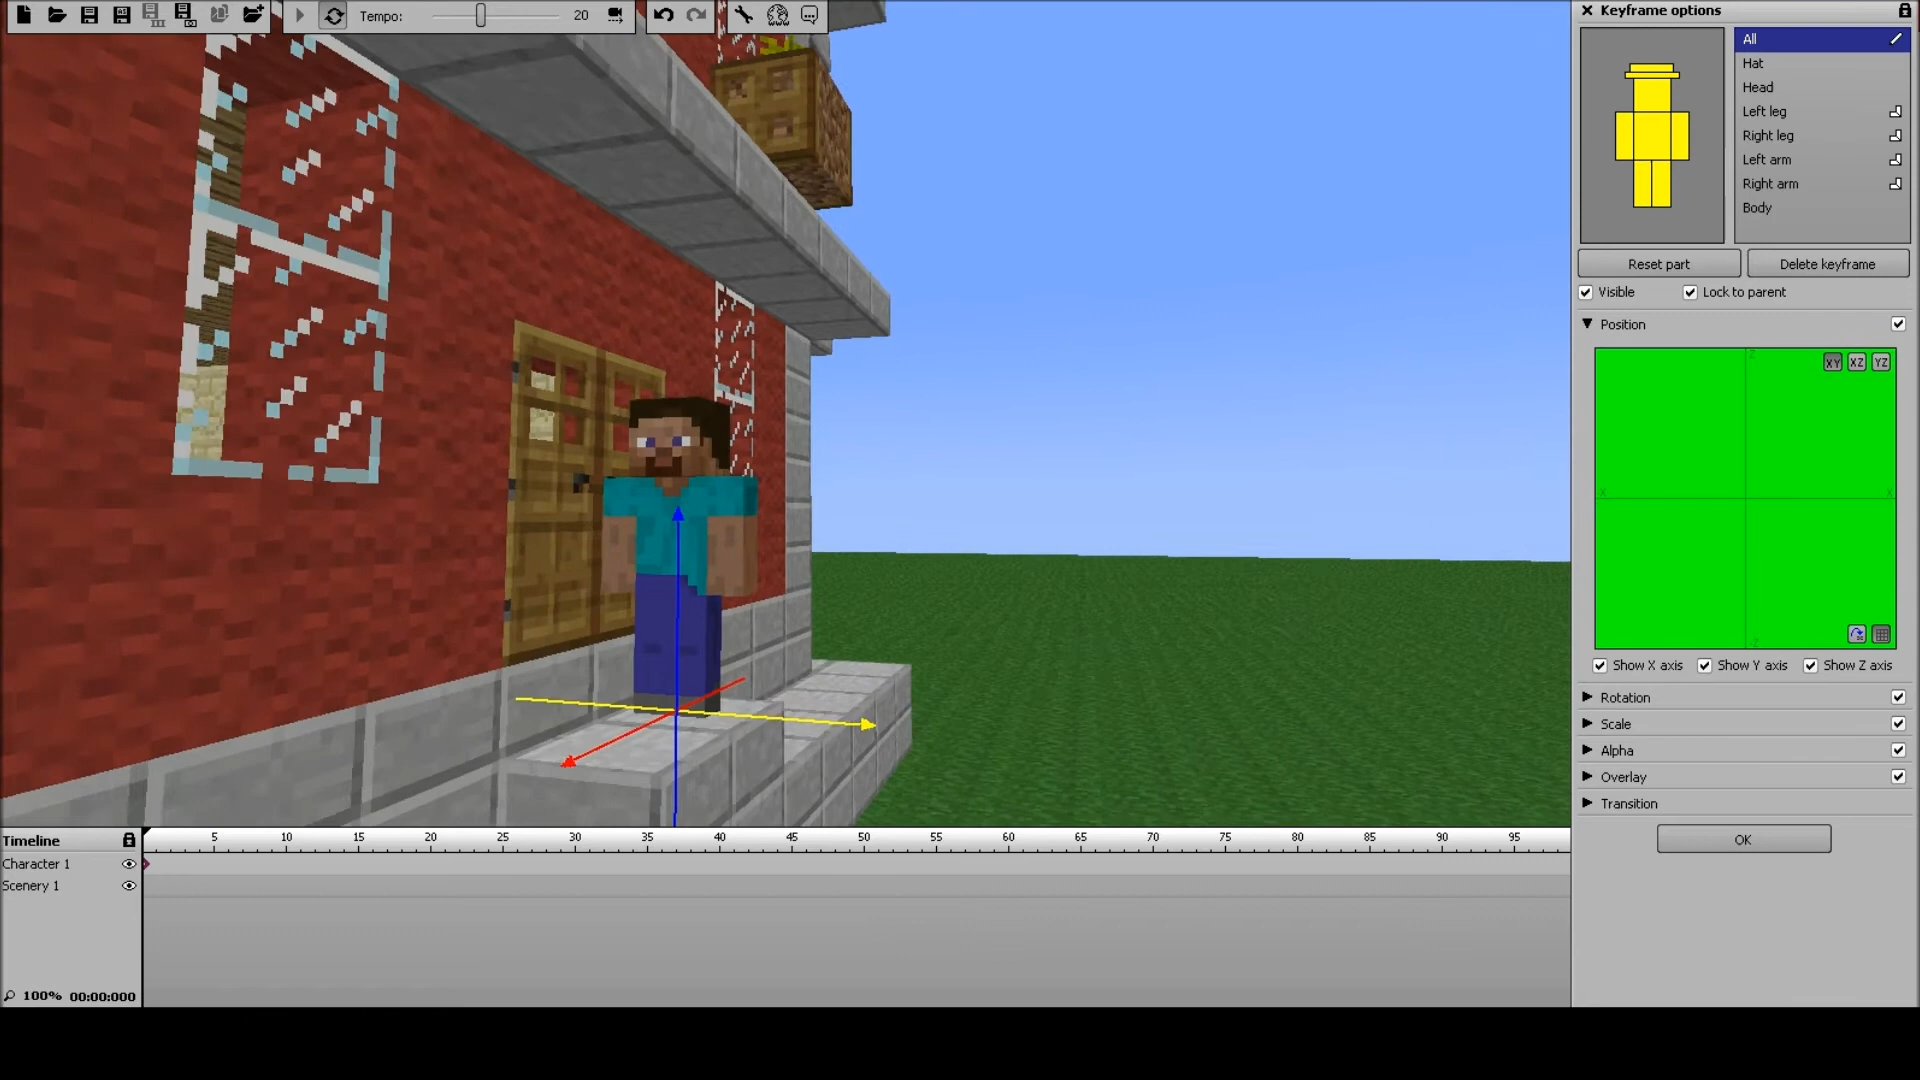 Tempo: 20
Keyframe options
All
Hat
Head
Left leg
Right leg
Left arm
Right arm
Body
Reset part Delete keyframe
Visible Lock to parent
Position
XY XZ YZ
Z
-X X
-Z
Show X axis Show Y axis Show Z axis
Rotation
Scale
Alpha
Overlay
Transition
OK
Timeline 5 10 15 20 25 30 35 40 45 50 55 60 65 70 75 80 85 90 95
Character 1
Scenery 1
100% 00:00:000